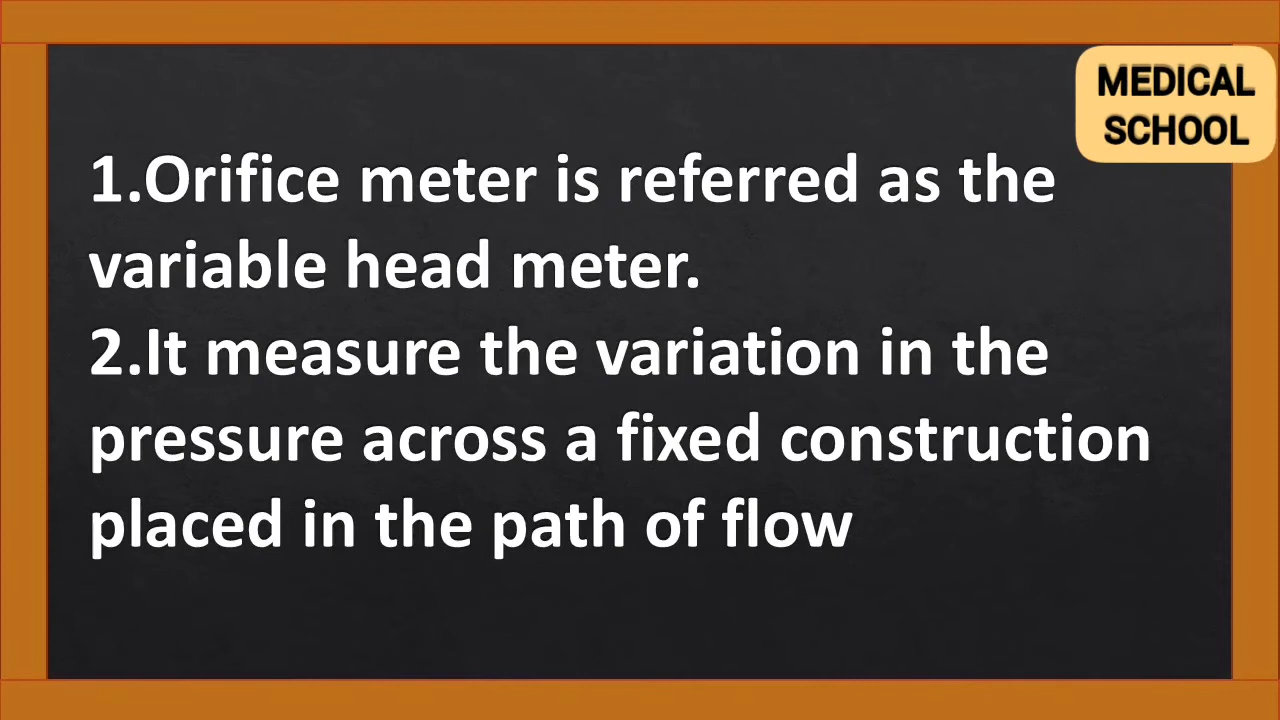 MEDICAL
SCHOOL
1.Orifice meter is referred as the
variable head meter.
2.It measure the variation in the
pressure across a fixed construction
placed in the path of flow